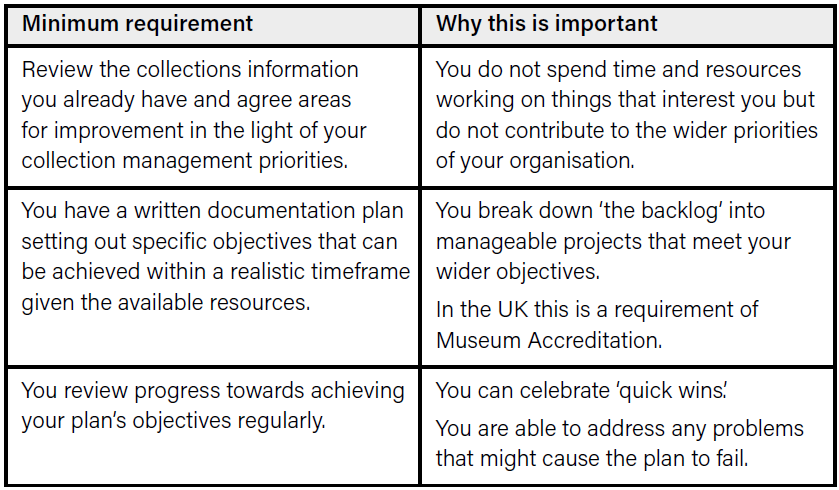 Minimum requirement
Why this is important
Review the collections information
you already have and agree areas
for improvement in the light of your
collection management priorities.
You do not spend time and resources
working on things that interest you but
do not contribute to the wider priorities
of your organisation.
You have a written documentation plan
setting out specific objectives that can
be achieved within a realistic timeframe
given the available resources.
You break down ‘the backlog’ into
manageable projects that meet your
wider objectives.
In the UK this is a requirement of
Museum Accreditation.
You review progress towards achieving
your plan’s objectives regularly.
You can celebrate ‘quick wins’.
You are able to address any problems
that might cause the plan to fail.